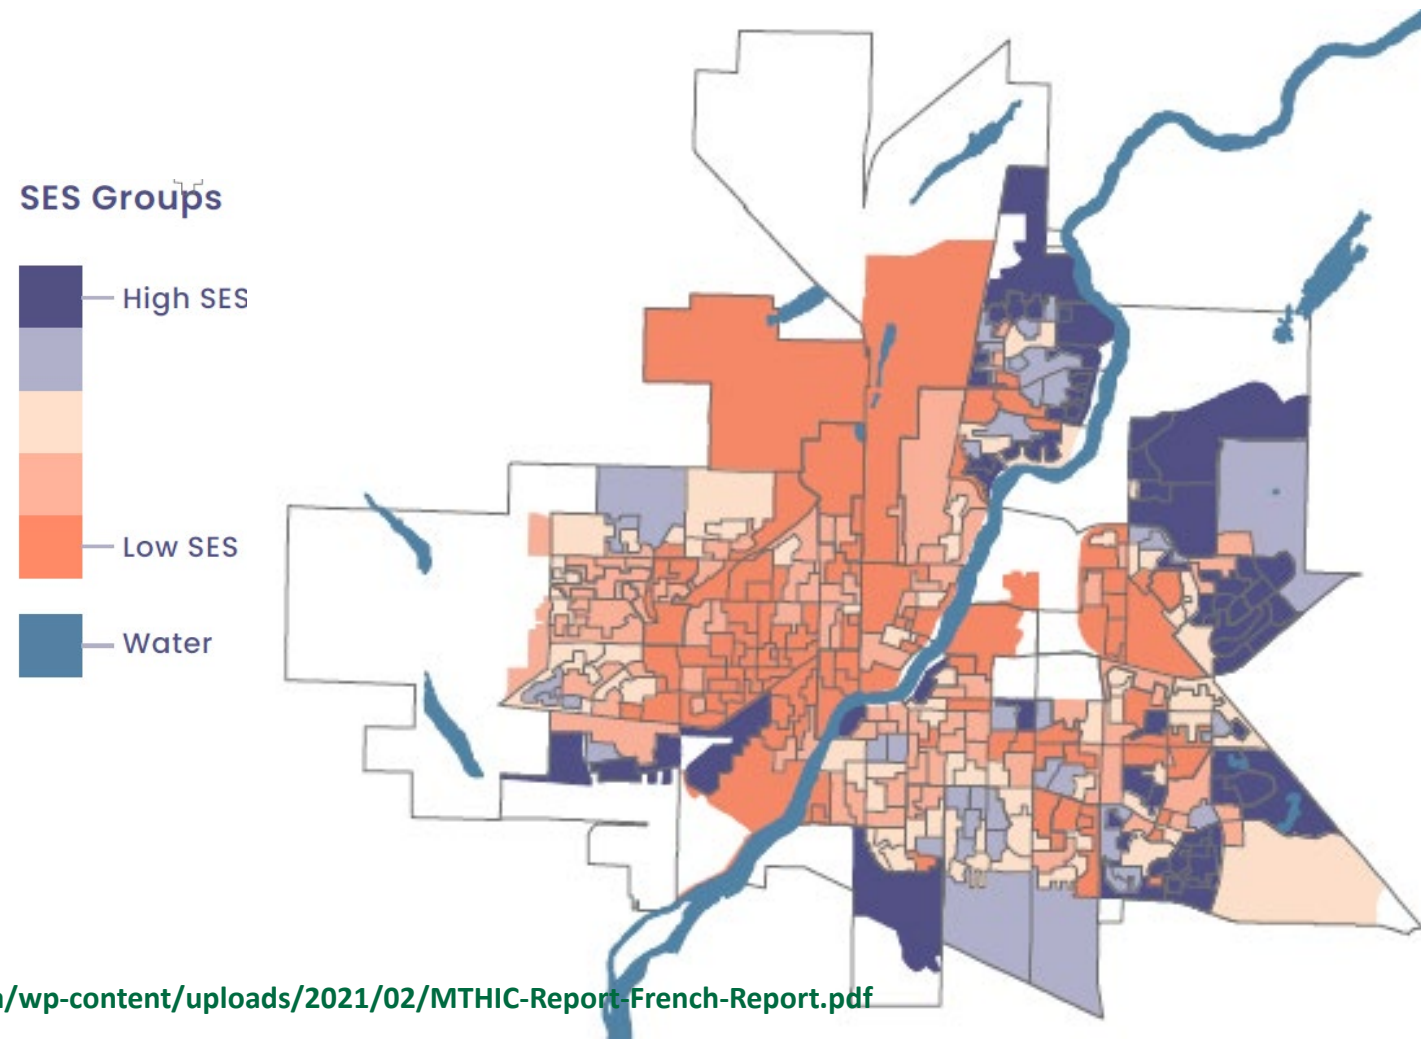 SES Groups
High SES
Low SES
Water
/wp-content/uploads/2021/02/MTHIC-Report-French-Report.pdf